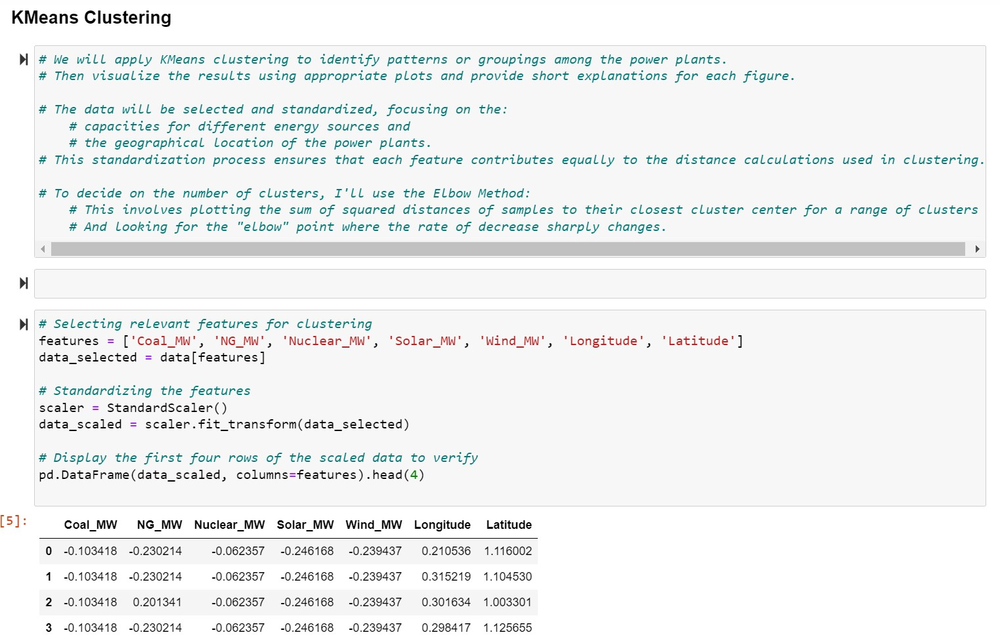 KMeans Clustering
# We will apply KMeans clustering to identify patterns or groupings among the power plants.
# Then visualize the results using appropriate plots and provide short explanations for each figure.
# The data will be selected and standardized, focusing on the:
# capacities for different energy sources and
# the geographical location of the power plants.
# This standardization process ensures that each feature contributes equally to the distance calculations used in clustering.
# To decide on the number of clusters, I'll use the Elbow Method:
# This involves plotting the sum of squared distances of samples to their closest cluster center for a range of clusters
# And looking for the "elbow" point where the rate of decrease sharply changes.
# Selecting relevant features for clustering
features = ['Coal_MW', 'NG_MW', 'Nuclear_MW', 'Solar_MW', 'Wind_MW', 'Longitude', 'Latitude']
data_selected = data[features]
# Standardizing the features
scaler = StandardScaler()
data_scaled = scaler.fit_transform(data_selected)
# Display the first four rows of the scaled data to verify
pd.DataFrame(data_scaled, columns=features).head(4)
[5]:
Coal_MW NG_MW Nuclear_MW Solar_MW Wind_MW Longitude Latitude
0 -0.103418 -0.230214 -0.062357 -0.246168 -0.239437 0.210536 1.116002
1 -0.103418 -0.230214 -0.062357 -0.246168 -0.239437 0.315219 1.104530
2 -0.103418 0.201341 -0.062357 -0.246168 -0.239437 0.301634 1.003301
3 -0.103418 -0.230214 -0.062357 -0.246168 -0.239437 0.298417 1.125655